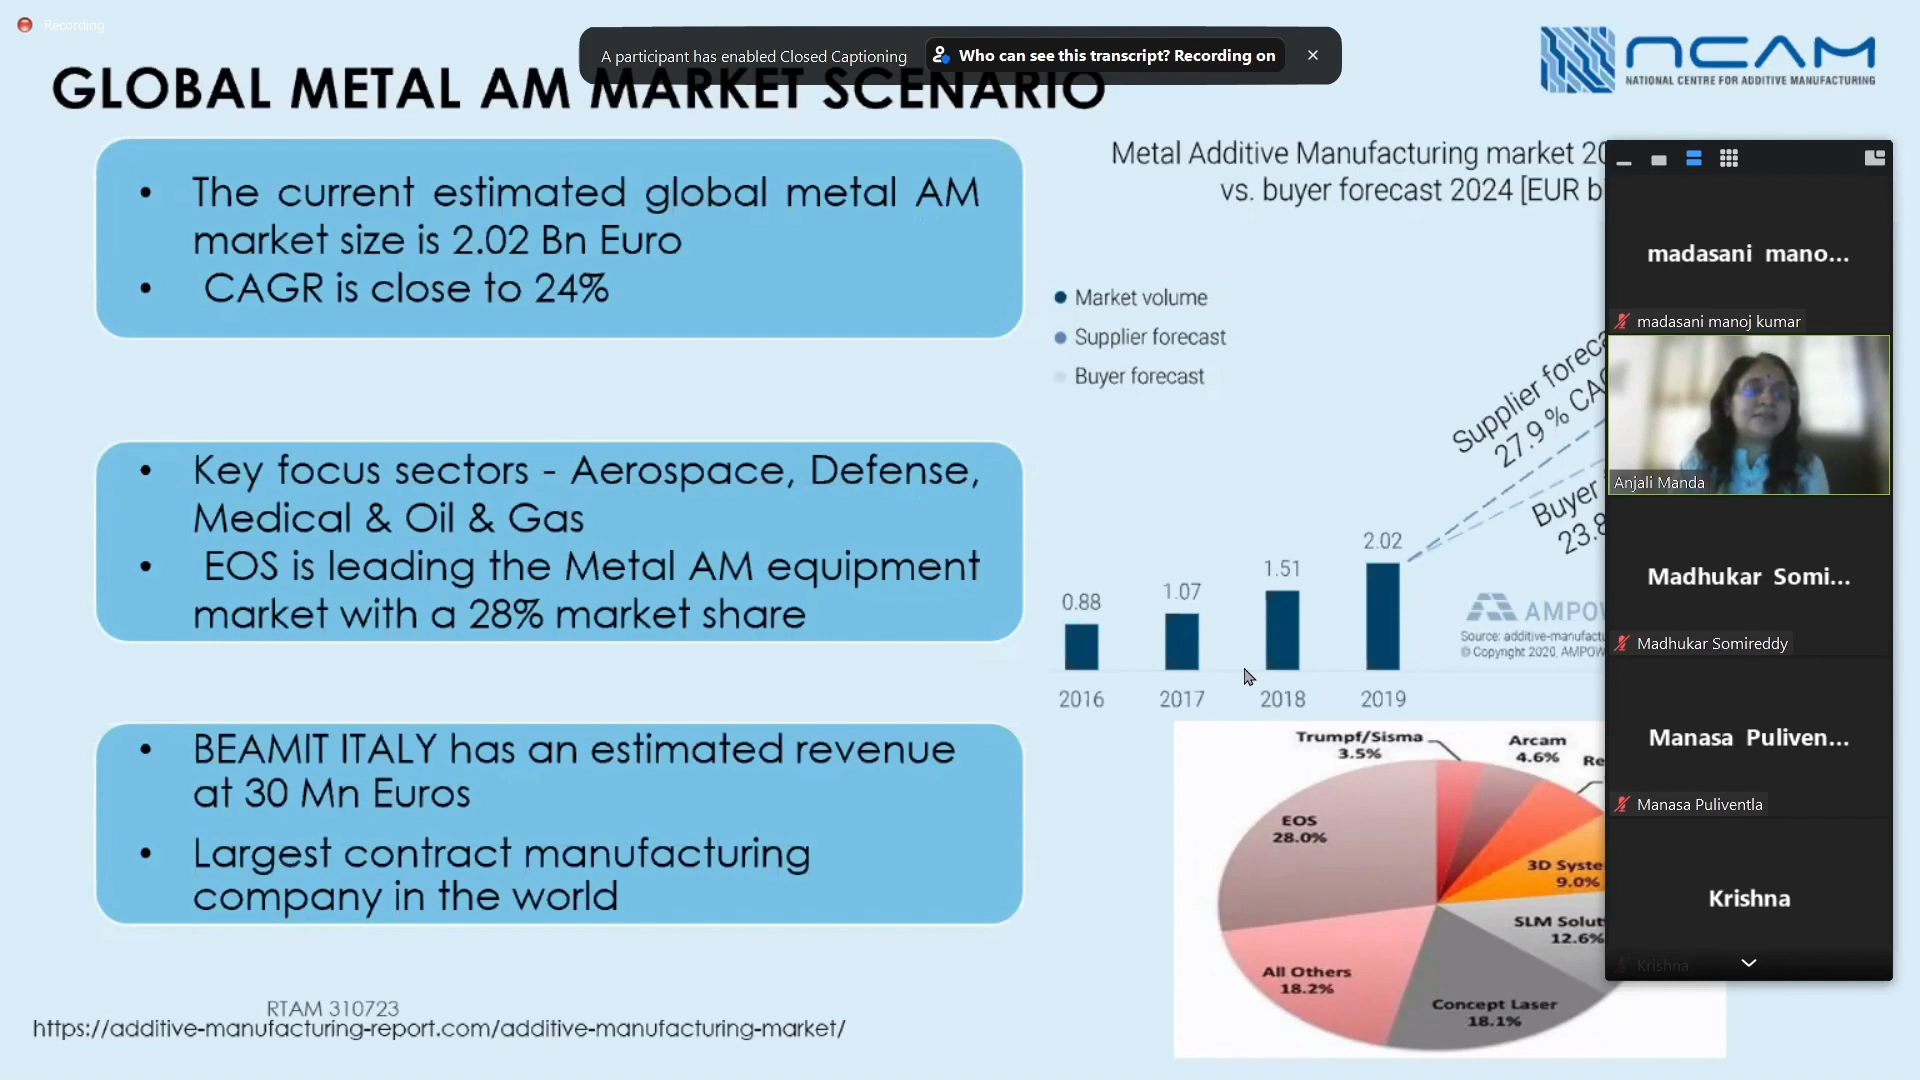 Recording
A participant has enabled Closed Captioning
Who can see this transcript? Recording on
NCAM
NATIONAL CENTRE FOR ADDITIVE MANUFACTURING
GLOBAL METAL AM MARKET SCENARIO
• The current estimated global metal AM
market size is 2.02 Bn Euro
• CAGR is close to 24%
• Key focus sectors - Aerospace, Defense,
Medical & Oil & Gas
• EOS is leading the Metal AM equipment
market with a 28% market share
• BEAMIT ITALY has an estimated revenue
at 30 Mn Euros
• Largest contract manufacturing
company in the world
RTAM 310723
https://additive-manufacturing-report.com/additive-manufacturing-market/
Metal Additive Manufacturing market 20
vs. buyer forecast 2024 [EUR b
Market volume
Supplier forecast
Buyer forecast
Supplier foreca
27.9 % CA
Buyer
23.8
0.88
1.07
1.51
2.02
2016
2017
2018
2019
AMPO
Source: additive-manufact
© Copyright 2020, AMPOW
Trumpf/Sisma
3.5%
Arcam
4.6%
Re
EOS
28.0%
3D Syste
9.0%
SLM Solut
12.6%
All Others
18.2%
Concept Laser
18.1%
madasani mano...
madasani manoj kumar
Anjali Manda
Madhukar Somi...
Madhukar Somireddy
Manasa Puliven...
Manasa Puliventla
Krishna
Krishna